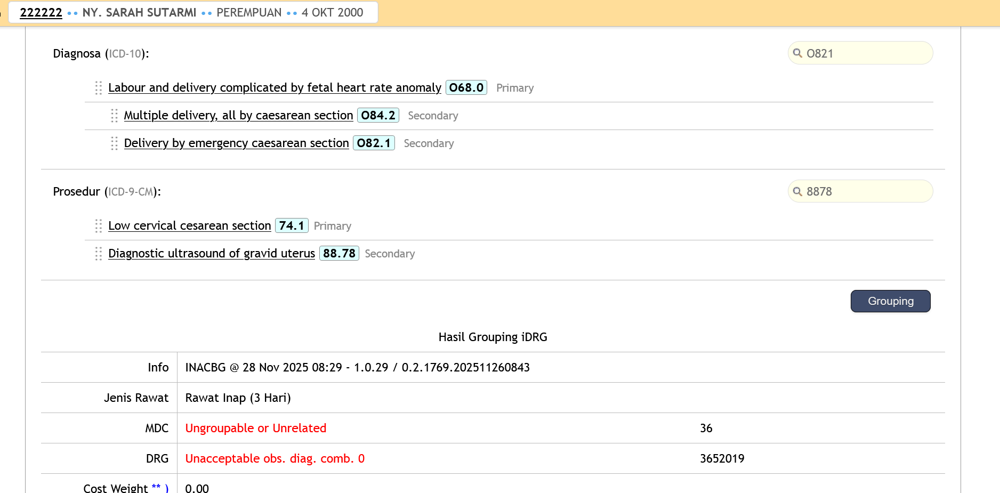 222222 •• NY. SARAH SUTARMI •• PEREMPUAN •• 4 OKT 2000
Diagnosa (ICD-10): O821
Labour and delivery complicated by fetal heart rate anomaly O68.0 Primary
Multiple delivery, all by caesarean section O84.2 Secondary
Delivery by emergency caesarean section O82.1 Secondary
Prosedur (ICD-9-CM): 8878
Low cervical cesarean section 74.1 Primary
Diagnostic ultrasound of gravid uterus 88.78 Secondary
Grouping
Hasil Grouping iDRG
Info INACBG @ 28 Nov 2025 08:29 - 1.0.29 / 0.2.1769.202511260843
Jenis Rawat Rawat Inap (3 Hari)
MDC Ungroupable or Unrelated 36
DRG Unacceptable obs. diag. comb. 0 3652019
Cost Weight ** ) 0.00